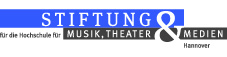 STIFTUNG &
für die Hochschule für MUSIK, THEATER & MEDIEN
Hannover